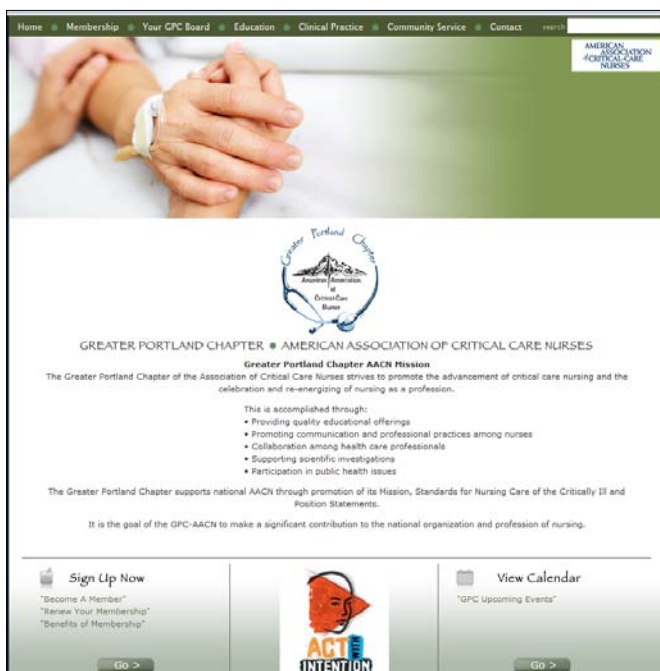 Home Membership Your GPC Board Education Clinical Practice Community Service Contact search
AMERICAN
ASSOCIATION
of CRITICAL-CARE
NURSES
Greater Portland Chapter
American Association
of
Critical Care
Nurses
GREATER PORTLAND CHAPTER • AMERICAN ASSOCIATION OF CRITICAL CARE NURSES
Greater Portland Chapter AACN Mission
The Greater Portland Chapter of the Association of Critical Care Nurses strives to promote the advancement of critical care nursing and the
celebration and re-energizing of nursing as a profession.
This is accomplished through:
• Providing quality educational offerings
• Promoting communication and professional practices among nurses
• Collaboration among health care professionals
• Supporting scientific investigations
• Participation in public health issues
The Greater Portland Chapter supports national AACN through promotion of its Mission, Standards for Nursing Care of the Critically Ill and
Position Statements.
It is the goal of the GPC-AACN to make a significant contribution to the national organization and profession of nursing.
Sign Up Now
"Become A Member"
"Renew Your Membership"
"Benefits of Membership"
Go >
ACT WITH
INTENTION
View Calendar
"GPC Upcoming Events"
Go >